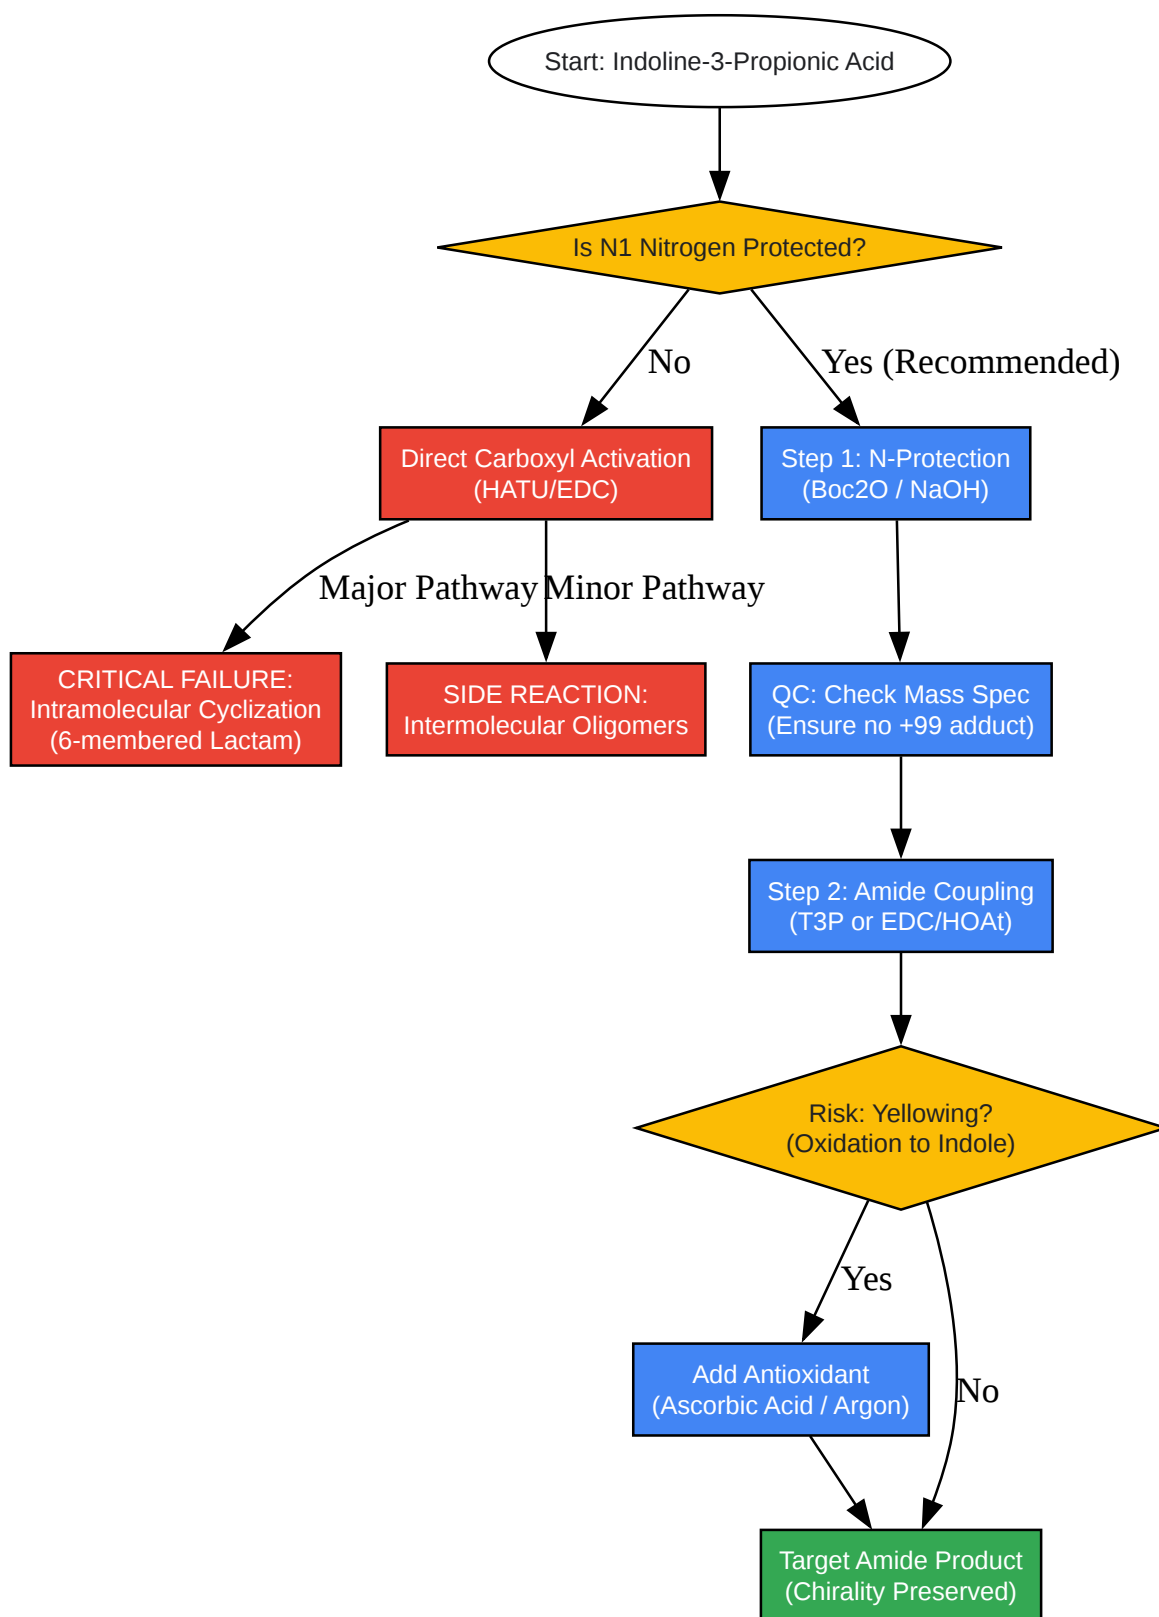 Start: Indoline-3-Propionic Acid
Is N1 Nitrogen Protected?
No
Yes (Recommended)
Direct Carboxyl Activation
(HATU/EDC)
Step 1: N-Protection
(Boc2O / NaOH)
Major Pathway
Minor Pathway
CRITICAL FAILURE:
Intramolecular Cyclization
(6-membered Lactam)
SIDE REACTION:
Intermolecular Oligomers
QC: Check Mass Spec
(Ensure no +99 adduct)
Step 2: Amide Coupling
(T3P or EDC/HOAt)
Risk: Yellowing?
(Oxidation to Indole)
Yes
No
Add Antioxidant
(Ascorbic Acid / Argon)
Target Amide Product
(Chirality Preserved)